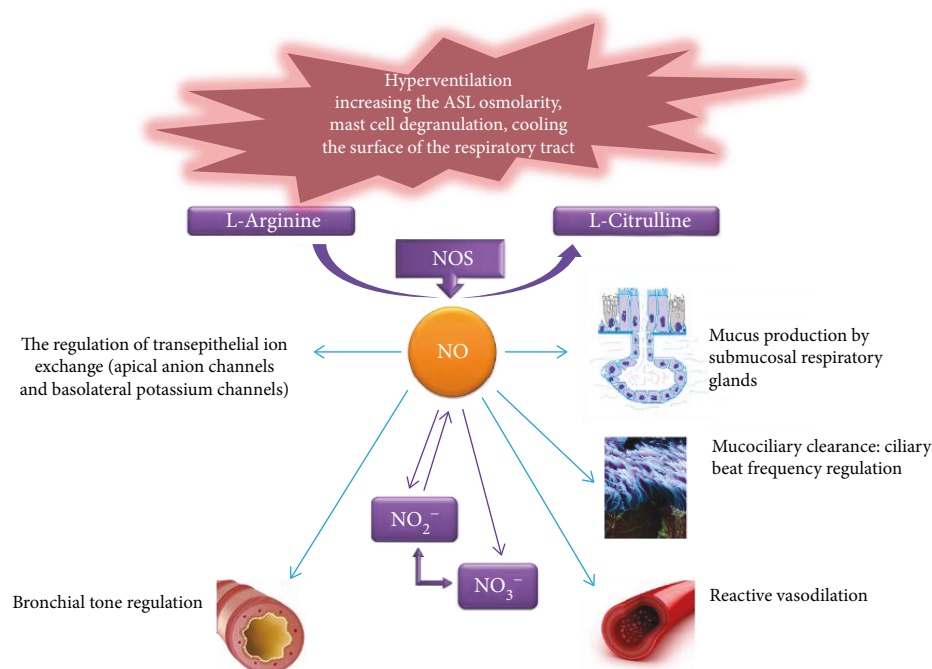 Hyperventilation
increasing the ASL osmolarity,
mast cell degranulation, cooling
the surface of the respiratory tract
L-Arginine
L-Citrulline
NOS
NO
The regulation of transepithelial ion
exchange (apical anion channels
and basolateral potassium channels)
Mucus production by
submucosal respiratory
glands
Mucociliary clearance: ciliary
beat frequency regulation
NO₂⁻
NO₃⁻
Bronchial tone regulation
Reactive vasodilation